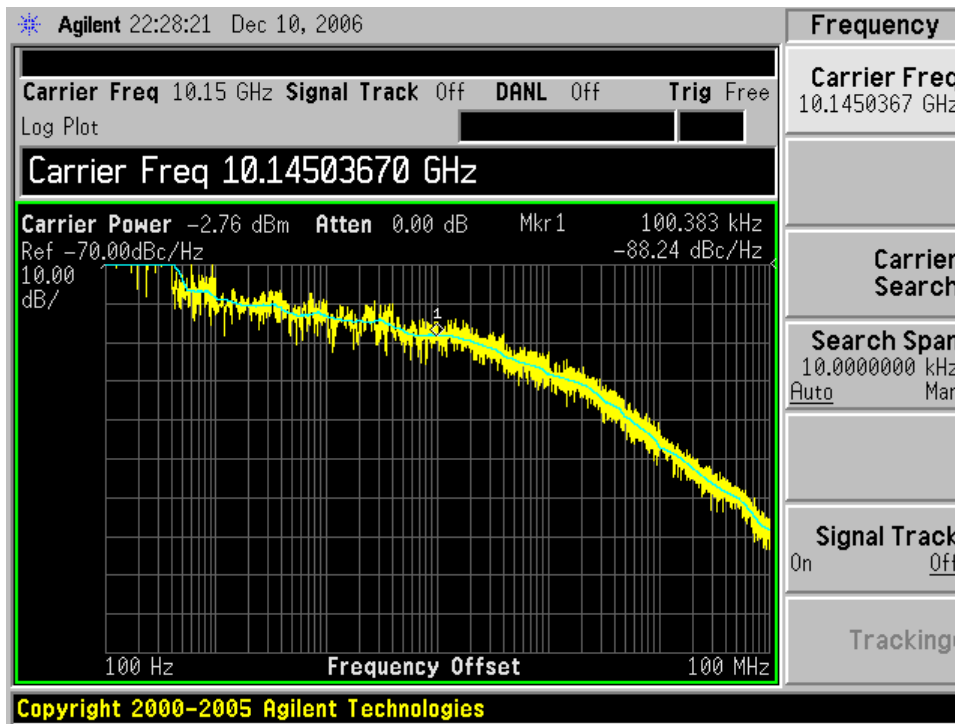 Agilent 22:28:21 Dec 10, 2006
Frequency
Carrier Freq 10.15 GHz Signal Track Off DANL Off Trig Free
Log Plot
Carrier Freq 10.14503670 GHz
Carrier Power -2.76 dBm Atten 0.00 dB Mkr1 100.383 kHz
Ref -70.00dBc/Hz -88.24 dBc/Hz
10.00
dB/
1
100 Hz Frequency Offset 100 MHz
Carrier Freq
10.1450367 GHz
Carrier
Search
Search Span
10.0000000 kHz
Auto Man
Signal Track
On Off
Tracking
Copyright 2000-2005 Agilent Technologies